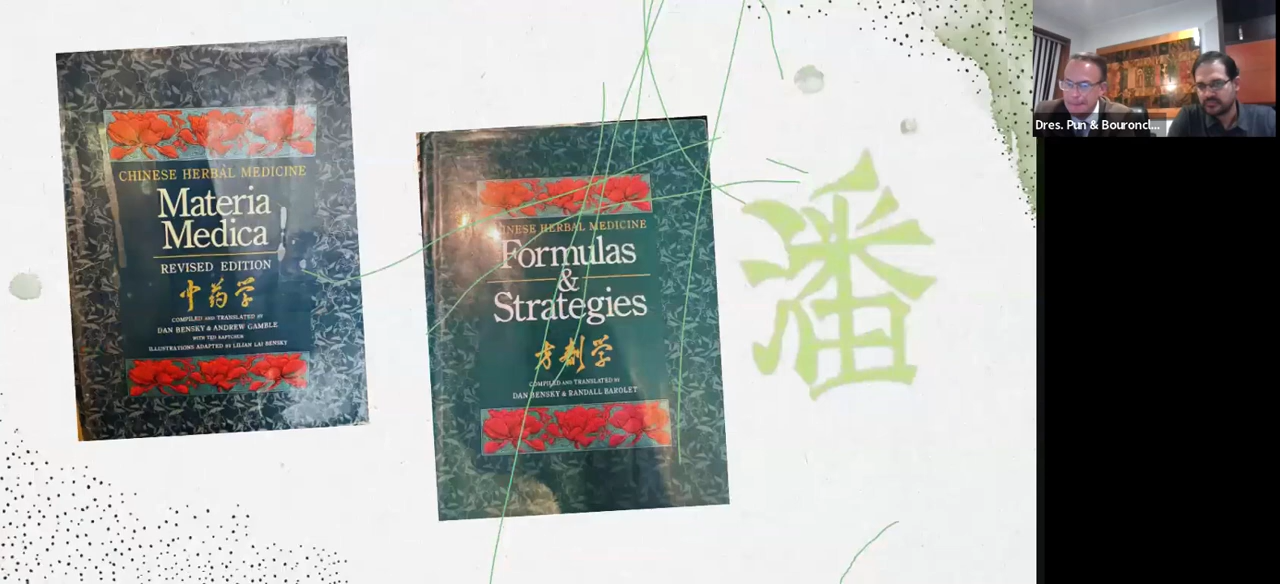 CHINESE HERBAL MEDICINE
Materia
Medica
REVISED EDITION
中药学
COMPILED AND TRANSLATED BY
DAN BENSKY & ANDREW GAMBLE
WITH TED KAPTCHUK
ILLUSTRATIONS ADAPTED BY LILIAN LAI BENSKY
CHINESE HERBAL MEDICINE
Formulas
&
Strategies
方剂学
COMPILED AND TRANSLATED BY
DAN BENSKY & RANDALL BAROLET
潘
Dres. Pun & Bouroncl...